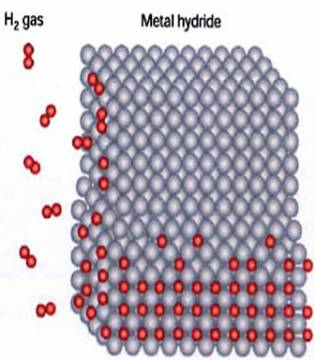 H₂ gas
Metal hydride